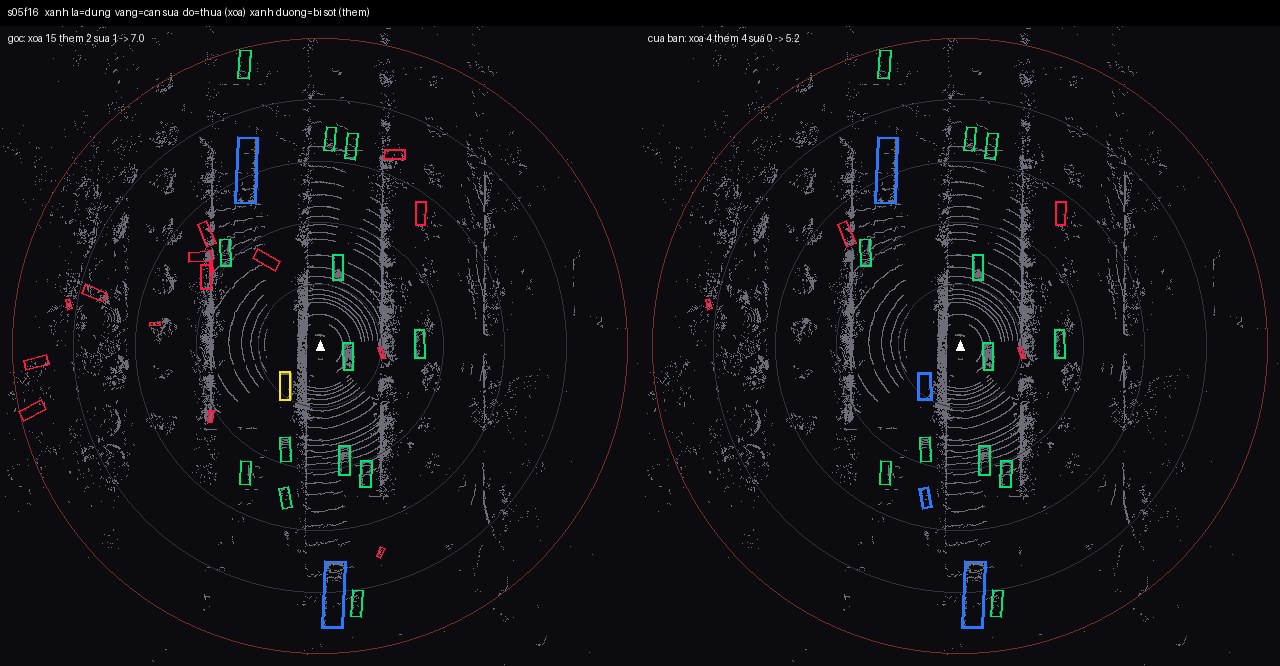 s05f16 xanh la=dung vang=can sua do=thua (xoa) xanh duong=bi sot (them)
goc: xoa 15 them 2 sua 1 -> 7.0
cua ban: xoa 4 them 4 sua 0 -> 5.2